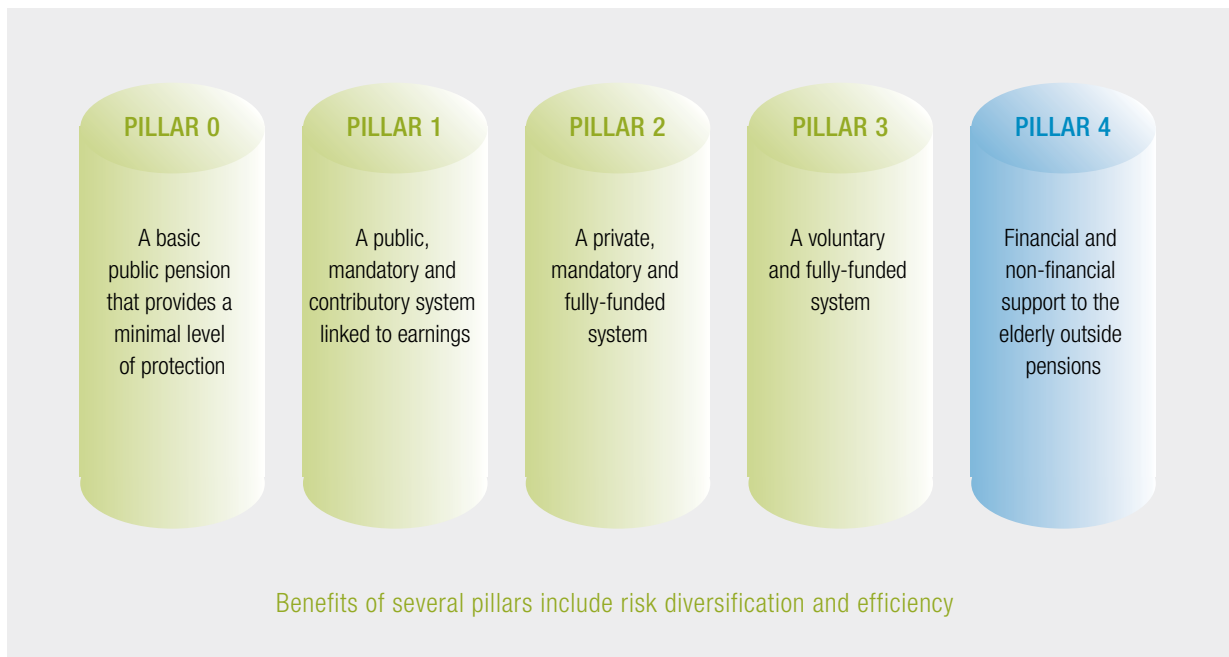 PILLAR 0
A basic
public pension
that provides a
minimal level
of protection
PILLAR 1
A public,
mandatory and
contributory system
linked to earnings
PILLAR 2
A private,
mandatory and
fully-funded
system
PILLAR 3
A voluntary
and fully-funded
system
PILLAR 4
Financial and
non-financial
support to the
elderly outside
pensions
Benefits of several pillars include risk diversification and efficiency